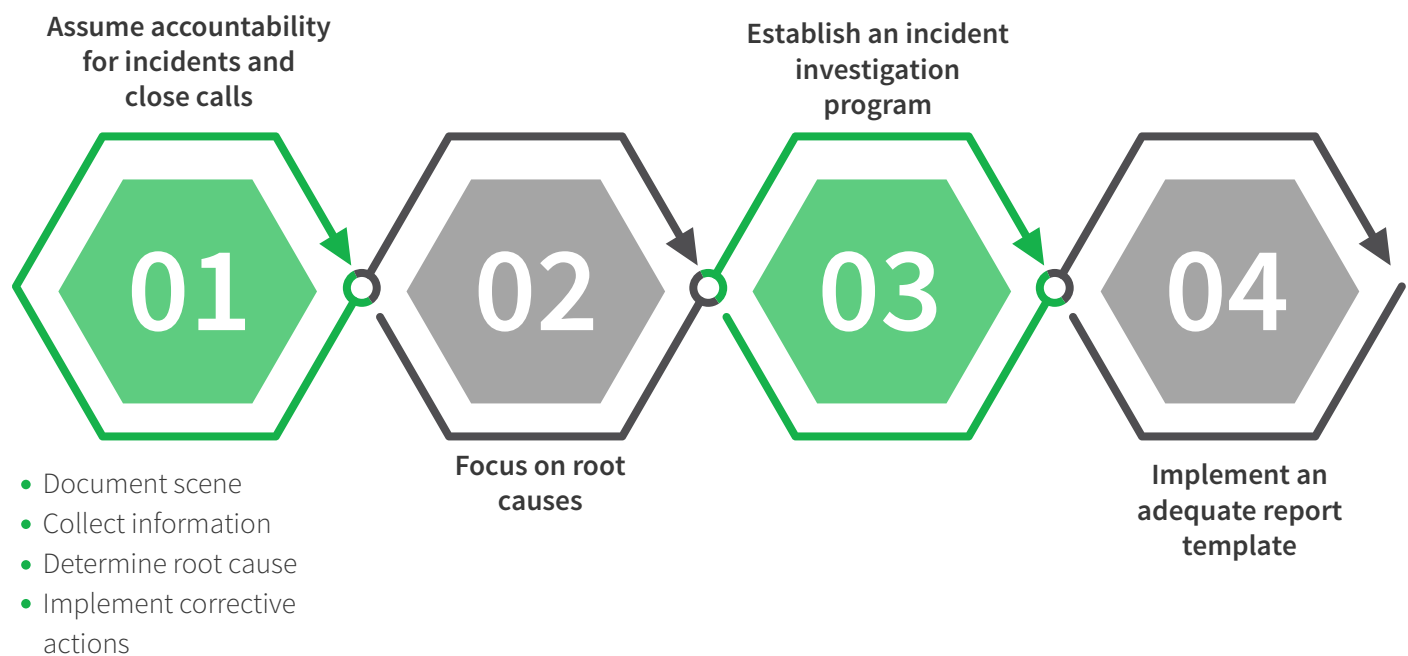 Assume accountability
for incidents and
close calls
01
Document scene
Collect information
Determine root cause
Implement corrective
actions
02
Focus on root
causes
Establish an incident
investigation
program
03
04
Implement an
adequate report
template